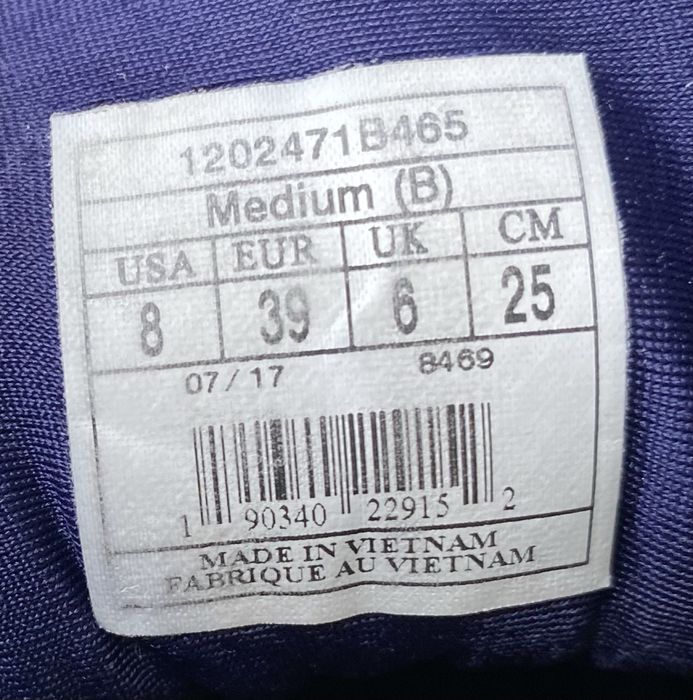 1202471B465
Medium (B)
USA EUR UK CM
8 39 6 25
07/17 8469
1 90340 22915 2
MADE IN VIETNAM
FABRIQUE AU VIETNAM